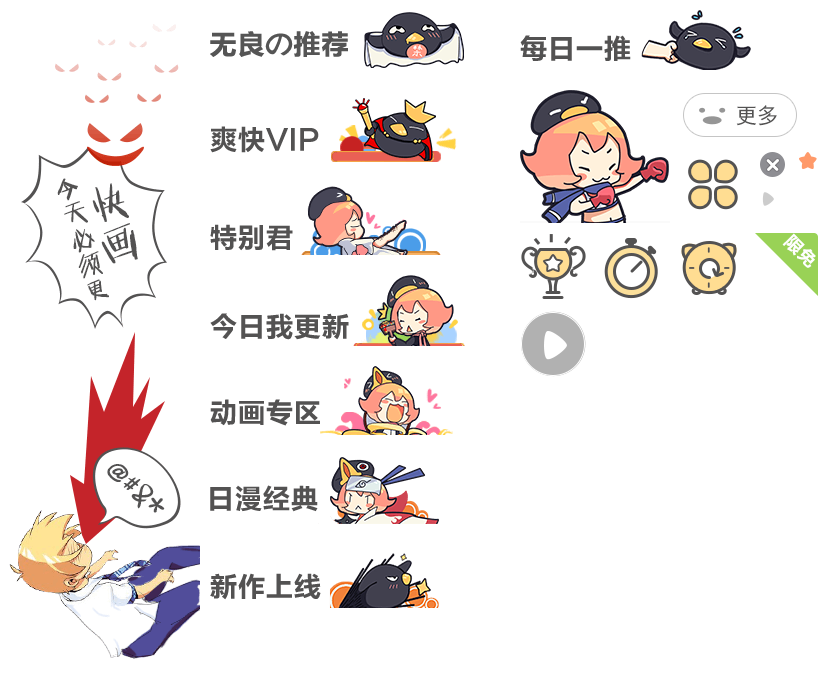 无良の推荐
每日一推
爽快VIP
更多
快画
今天必须更
特别君
限免
今日我更新
动画专区
@#&*
日漫经典
新作上线